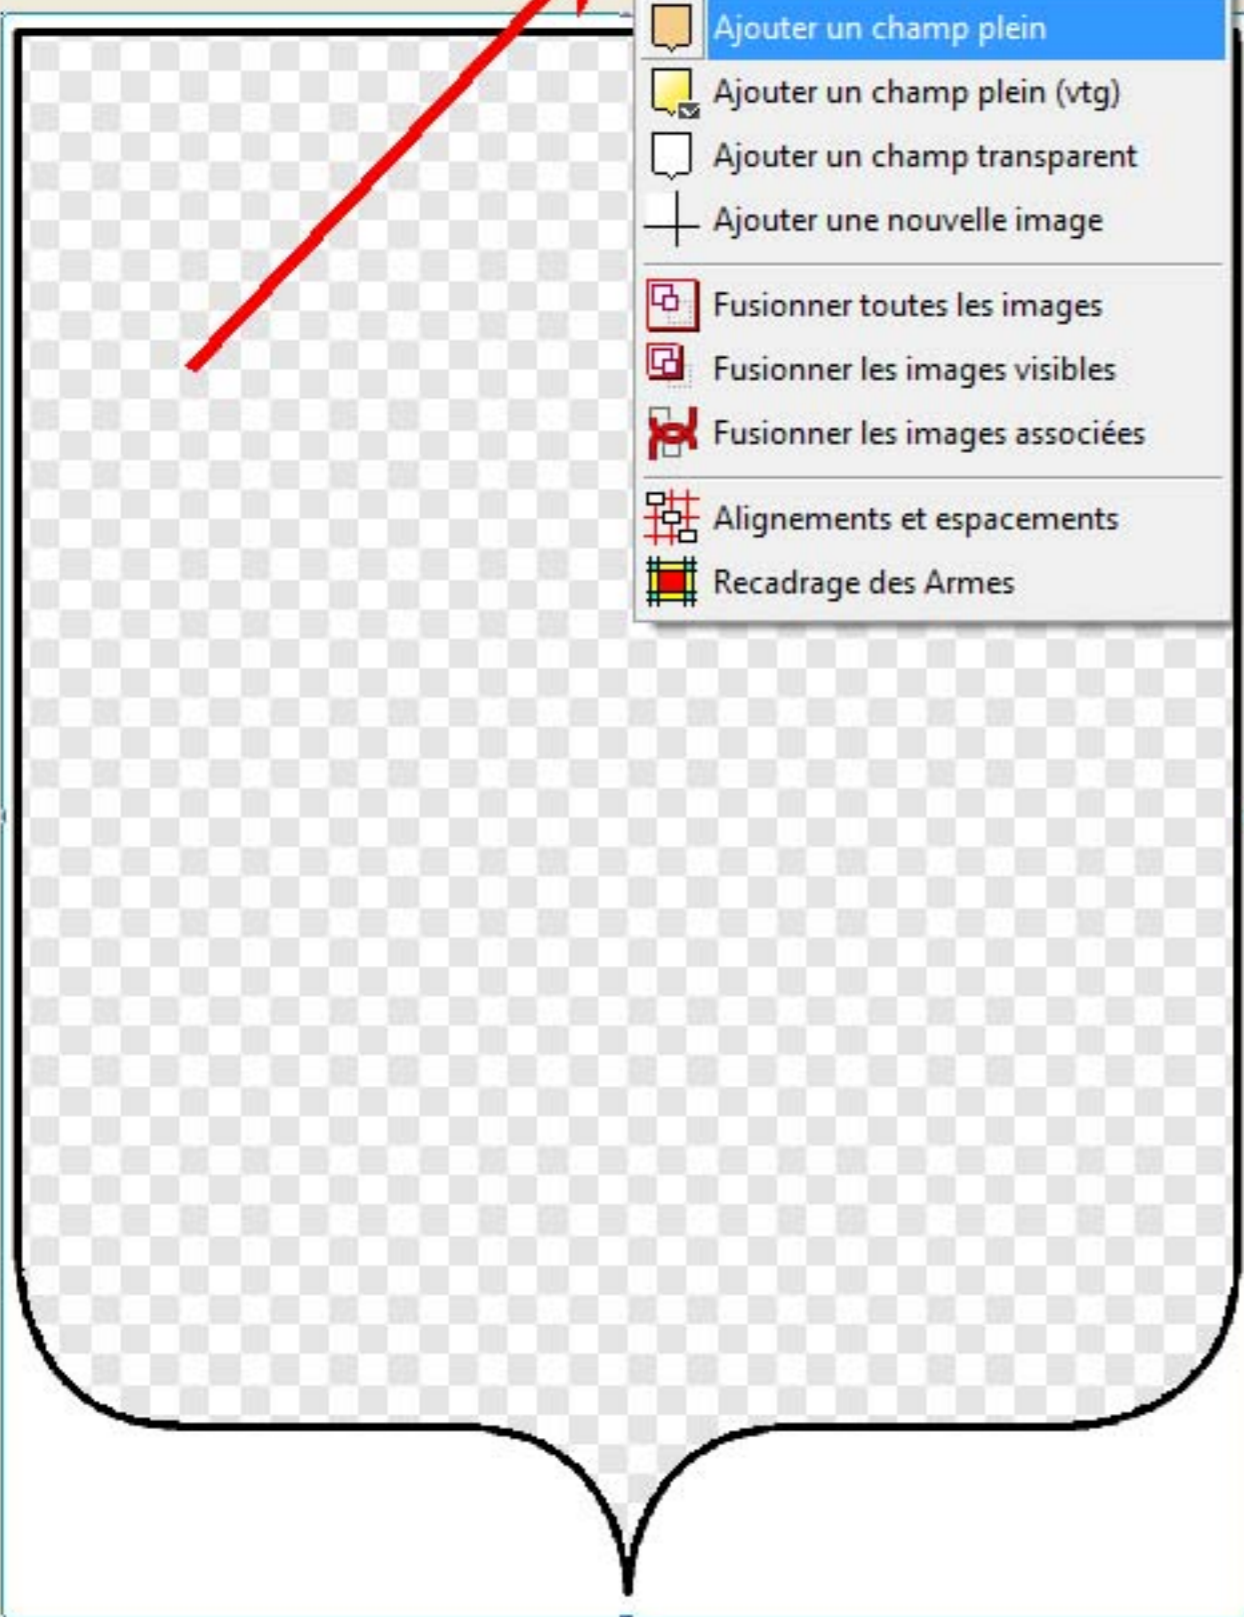 Ajouter un champ plein
Ajouter un champ plein (vtg)
Ajouter un champ transparent
Ajouter une nouvelle image
Fusionner toutes les images
Fusionner les images visibles
Fusionner les images associées
Alignements et espacements
Recadrage des Armes